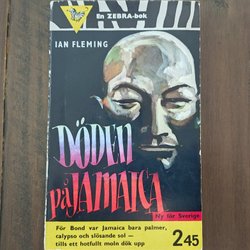 En ZEBRA-bok
IAN FLEMING
DÖDEN
på JAMAICA
Ny för Sverige
För Bond var Jamaica bara palmer,
calypso och slösande sol —
tills ett hotfullt moln dök upp
2 45